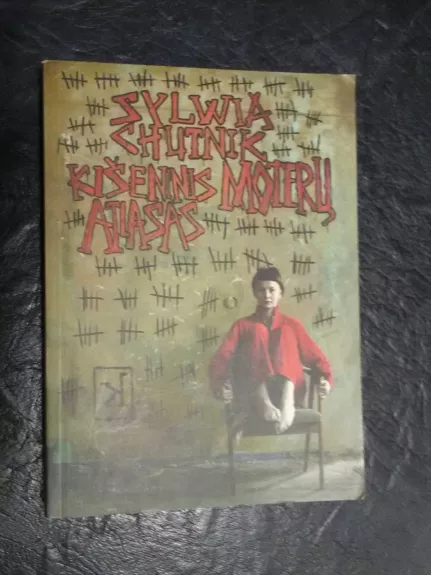 SYLWIA
CHUTNIK
KIŠENINIS MOTERŲ
ATLASAS
K